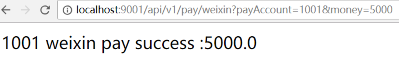 localhost:9001/api/v1/pay/weixin?payAccount=1001&money=5000
1001 weixin pay success :5000.0